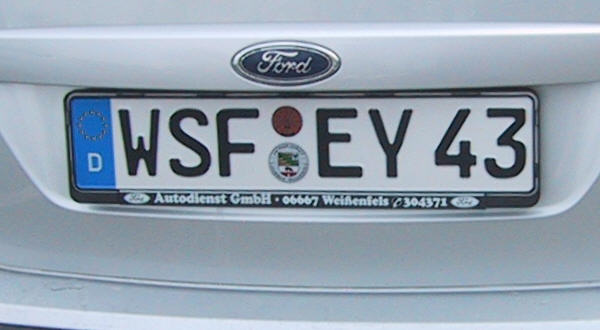 Ford
D WSF EY 43
Ford Autodienst GmbH · 06667 Weißenfels ✆304371 Ford